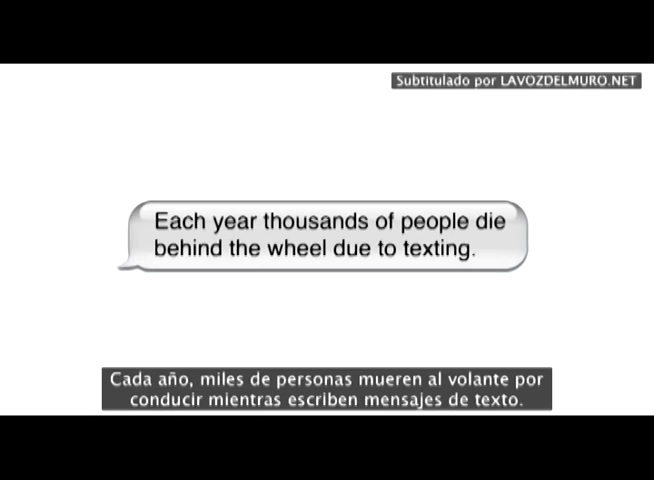 Subtitulado por LAVOZDELMURO.NET
Each year thousands of people die
behind the wheel due to texting.
Cada año, miles de personas mueren al volante por
conducir mientras escriben mensajes de texto.